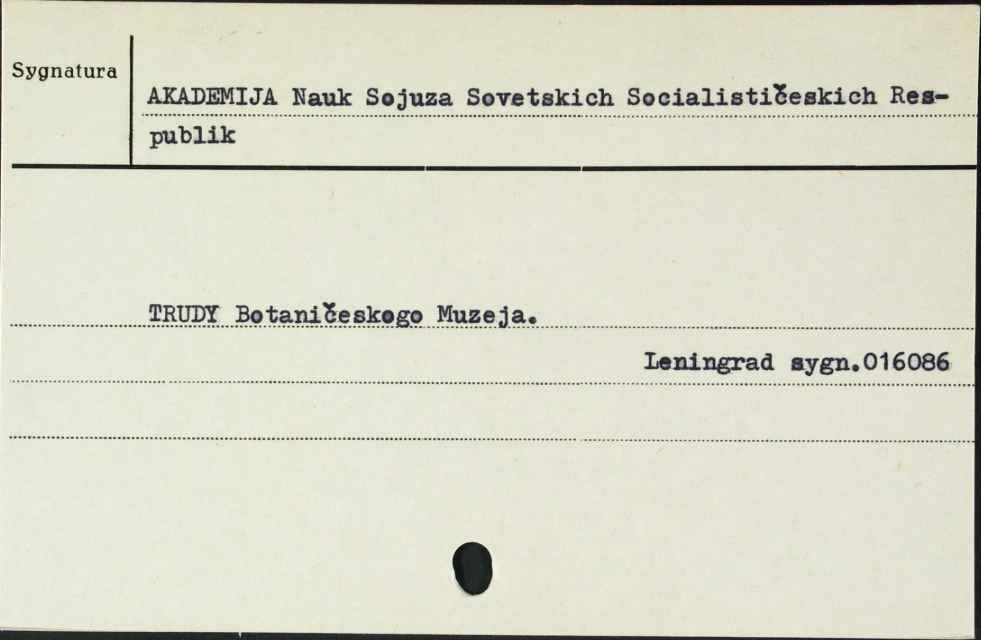 Sygnatura
AKADEMIJA Nauk Sojuza Sovetskich Socialističeskich Res-
publik
TRUDY Botaničeskogo Muzeja.
Leningrad sygn.016086